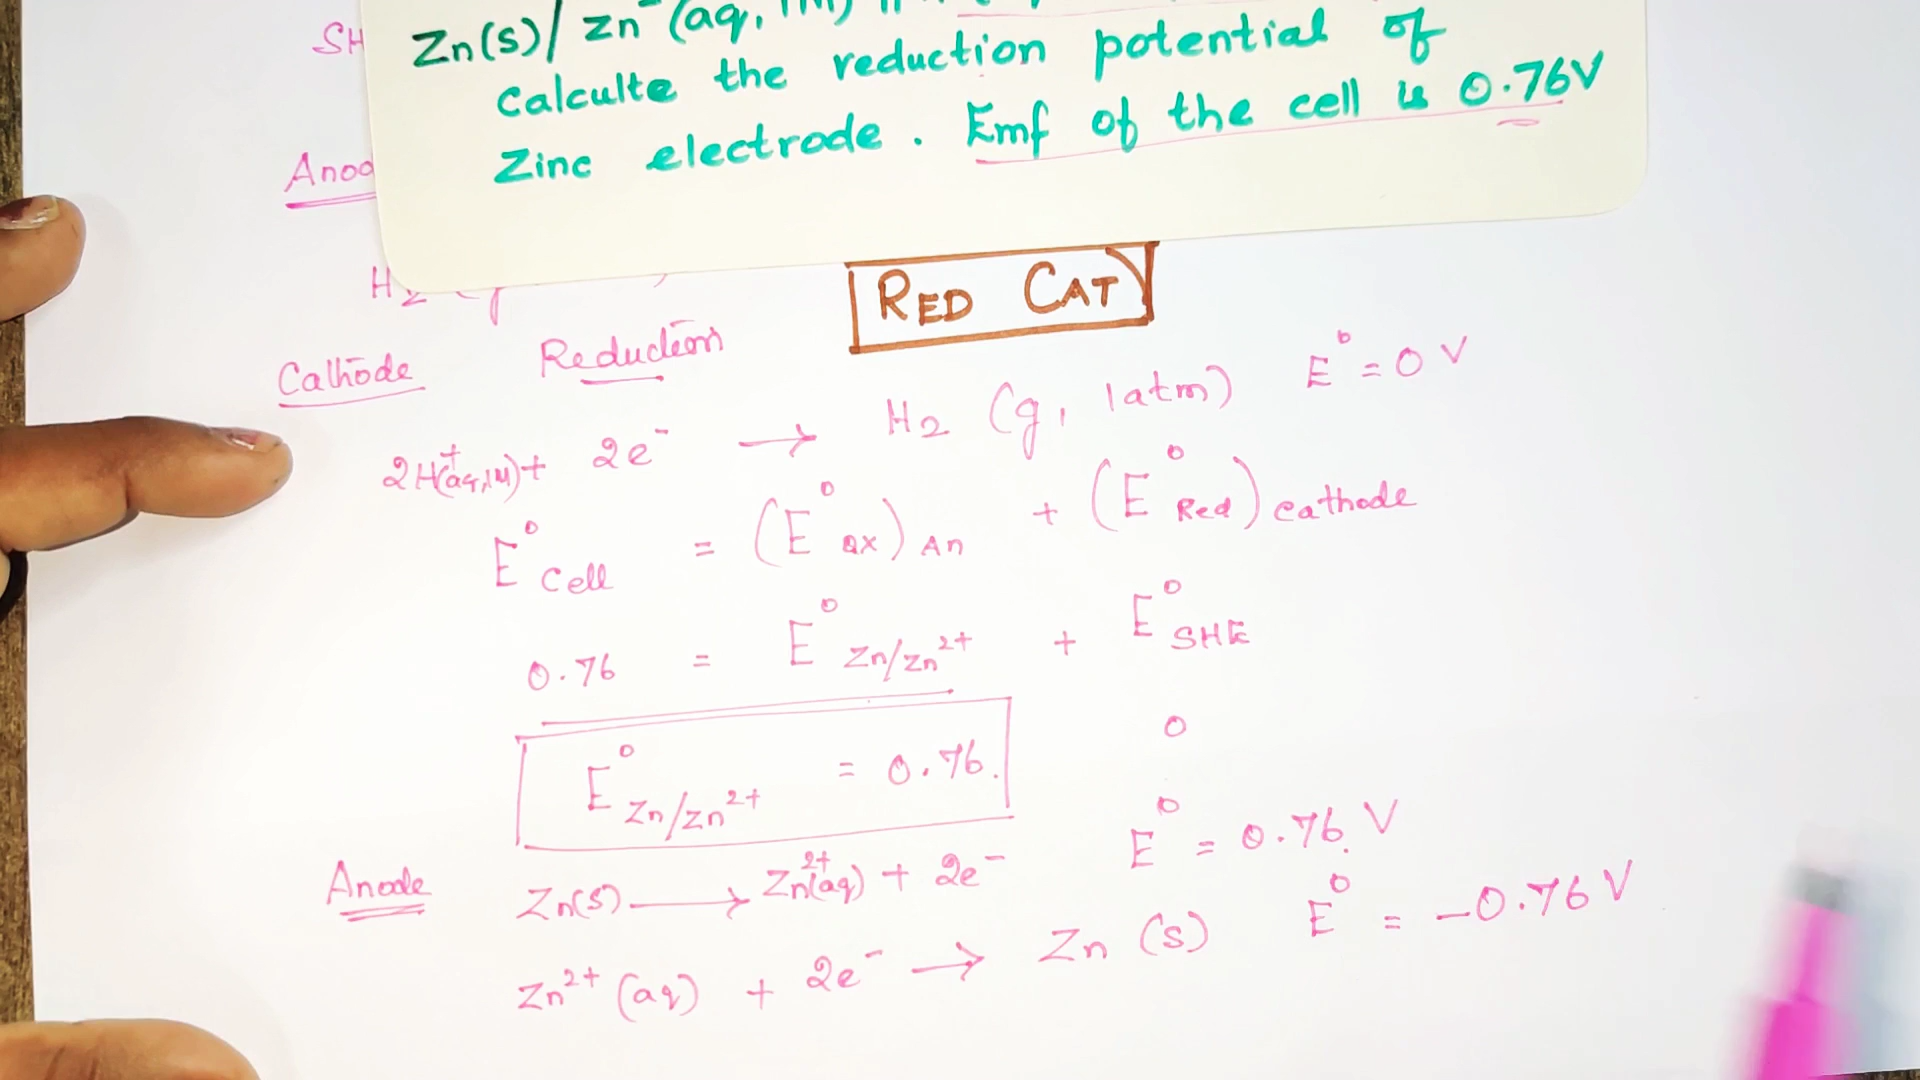 SH
Zn(s)/ Zn (aq, 1M)
Calculte the reduction potential of
Zinc electrode. Emf of the cell is 0.76V
Anod
H2 (g
RED CAT
Cathode Reduction
2H⁺(aq,1M)+ 2e⁻ → H2 (g, 1atm) E° = 0 V
E°Cell = (E°ox)An + (E°Red)cathode
0.76 = E°Zn/Zn²⁺ + E°SHE
0
E°Zn/Zn²⁺ = 0.76.
Anode Zn(s) → Zn²⁺(aq) + 2e⁻ E° = 0.76 V
Zn²⁺ (aq) + 2e⁻ → Zn (s) E° = -0.76 V